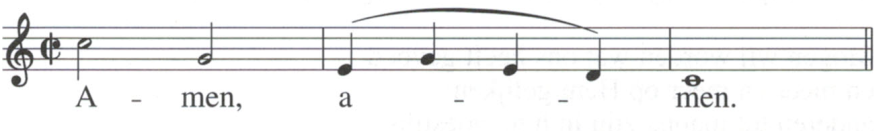 A - men, a - - men.